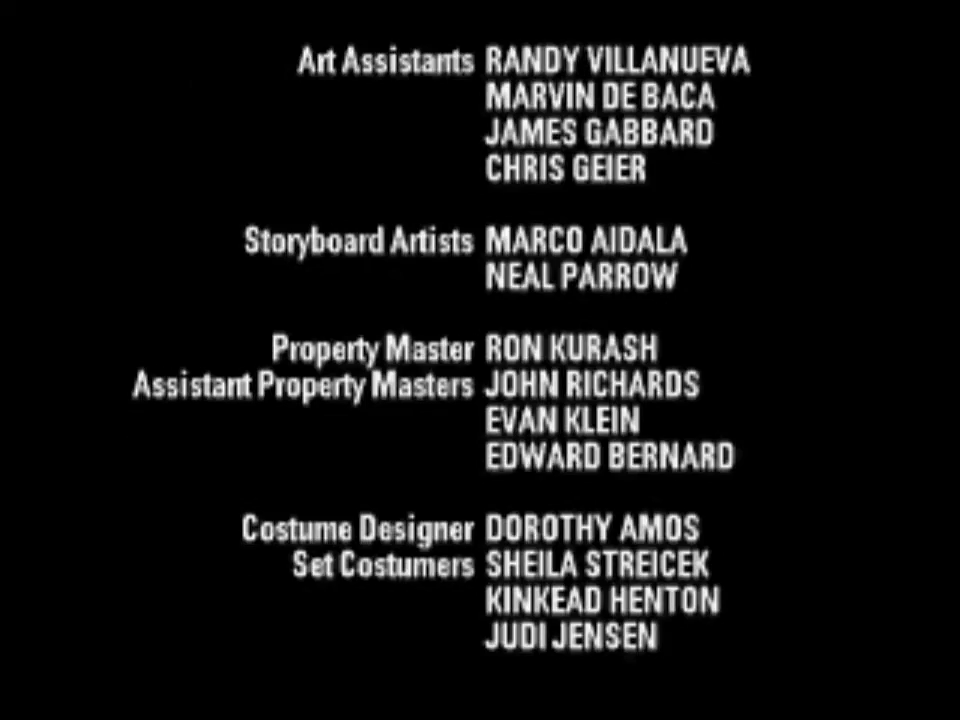 Art Assistants RANDY VILLANUEVA
MARVIN DE BACA
JAMES GABBARD
CHRIS GEIER
Storyboard Artists MARCO AIDALA
NEAL PARROW
Property Master RON KURASH
Assistant Property Masters JOHN RICHARDS
EVAN KLEIN
EDWARD BERNARD
Costume Designer DOROTHY AMOS
Set Costumers SHEILA STREICEK
KINKEAD HENTON
JUDI JENSEN